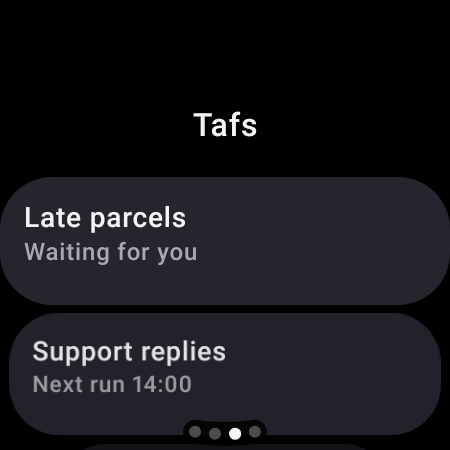 Tafs
Late parcels
Waiting for you
Support replies
Next run 14:00